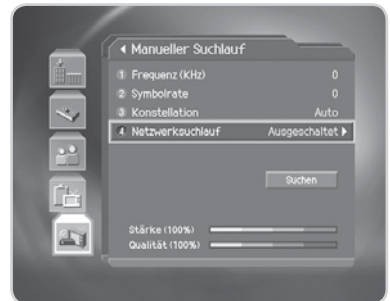 Manueller Suchlauf
1 Frequenz (KHz) 0
2 Symbolrate 0
3 Konstellation Auto
4 Netzwerksuchlauf Ausgeschaltet
Suchen
Stärke (100%)
Qualität (100%)